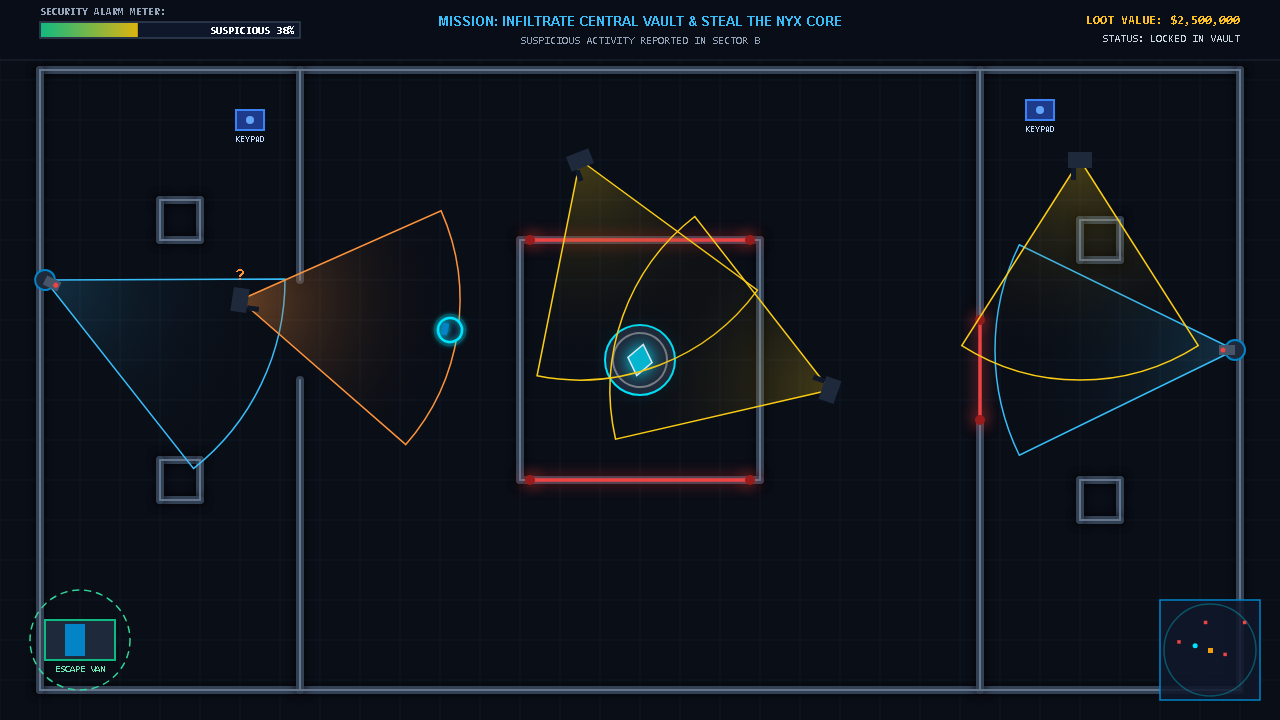 SECURITY ALARM METER:
SUSPICIOUS 38%
MISSION: INFILTRATE CENTRAL VAULT & STEAL THE NYX CORE
SUSPICIOUS ACTIVITY REPORTED IN SECTOR B
LOOT VALUE: $2,500,000
STATUS: LOCKED IN VAULT
KEYPAD
KEYPAD
?
ESCAPE VAN